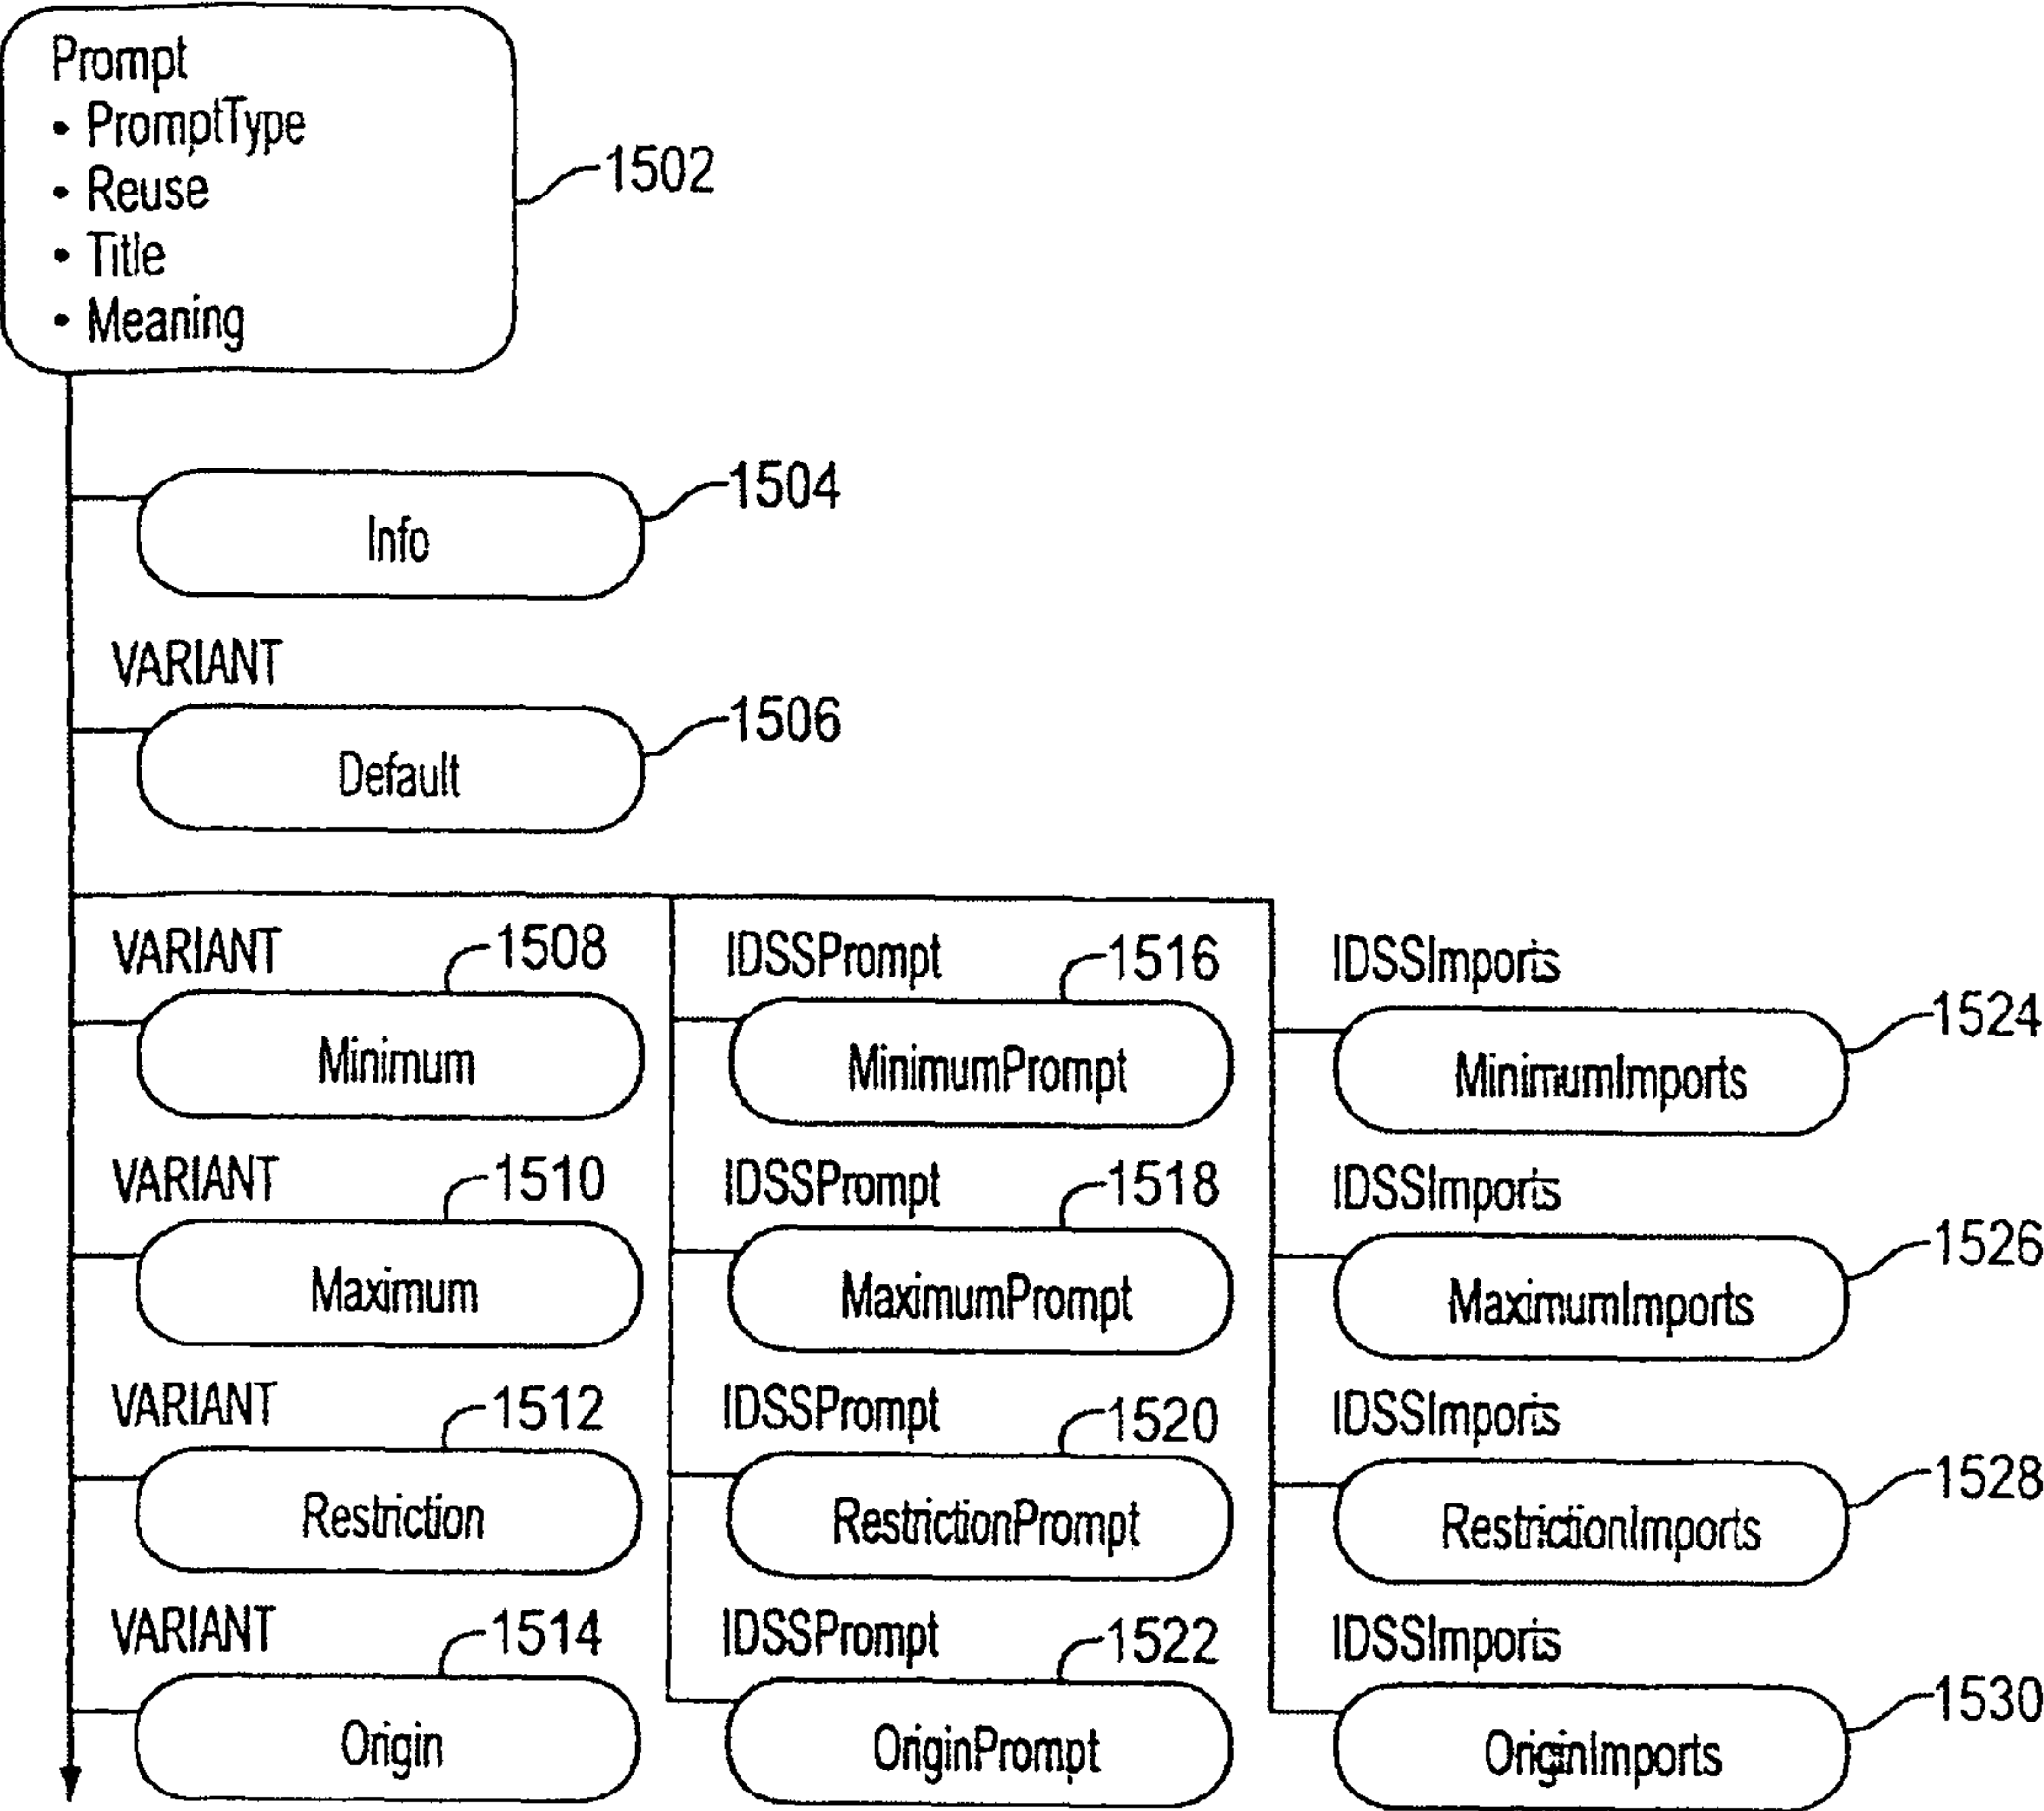 Prompt
• PromptType
• Reuse
• Title
• Meaning
1502
1504
Info
VARIANT
1506
Default
VARIANT
1508
Minimum
IDSSPrompt
1516
MinimumPrompt
IDSSImports
1524
MinimumImports
VARIANT
1510
Maximum
IDSSPrompt
1518
MaximumPrompt
IDSSImports
1526
MaximumImports
VARIANT
1512
Restriction
IDSSPrompt
1520
RestrictionPrompt
IDSSImports
1528
RestrictionImports
VARIANT
1514
Origin
IDSSPrompt
1522
OriginPrompt
IDSSImports
1530
OriginImports